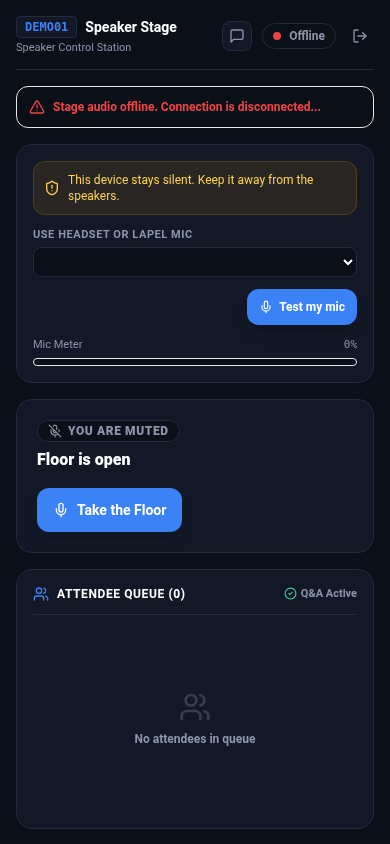 DEMO01 Speaker Stage
Speaker Control Station
Offline
Stage audio offline. Connection is disconnected...
This device stays silent. Keep it away from the
speakers.
USE HEADSET OR LAPEL MIC
Test my mic
Mic Meter 0%
YOU ARE MUTED
Floor is open
Take the Floor
ATTENDEE QUEUE (0)
Q&A Active
No attendees in queue